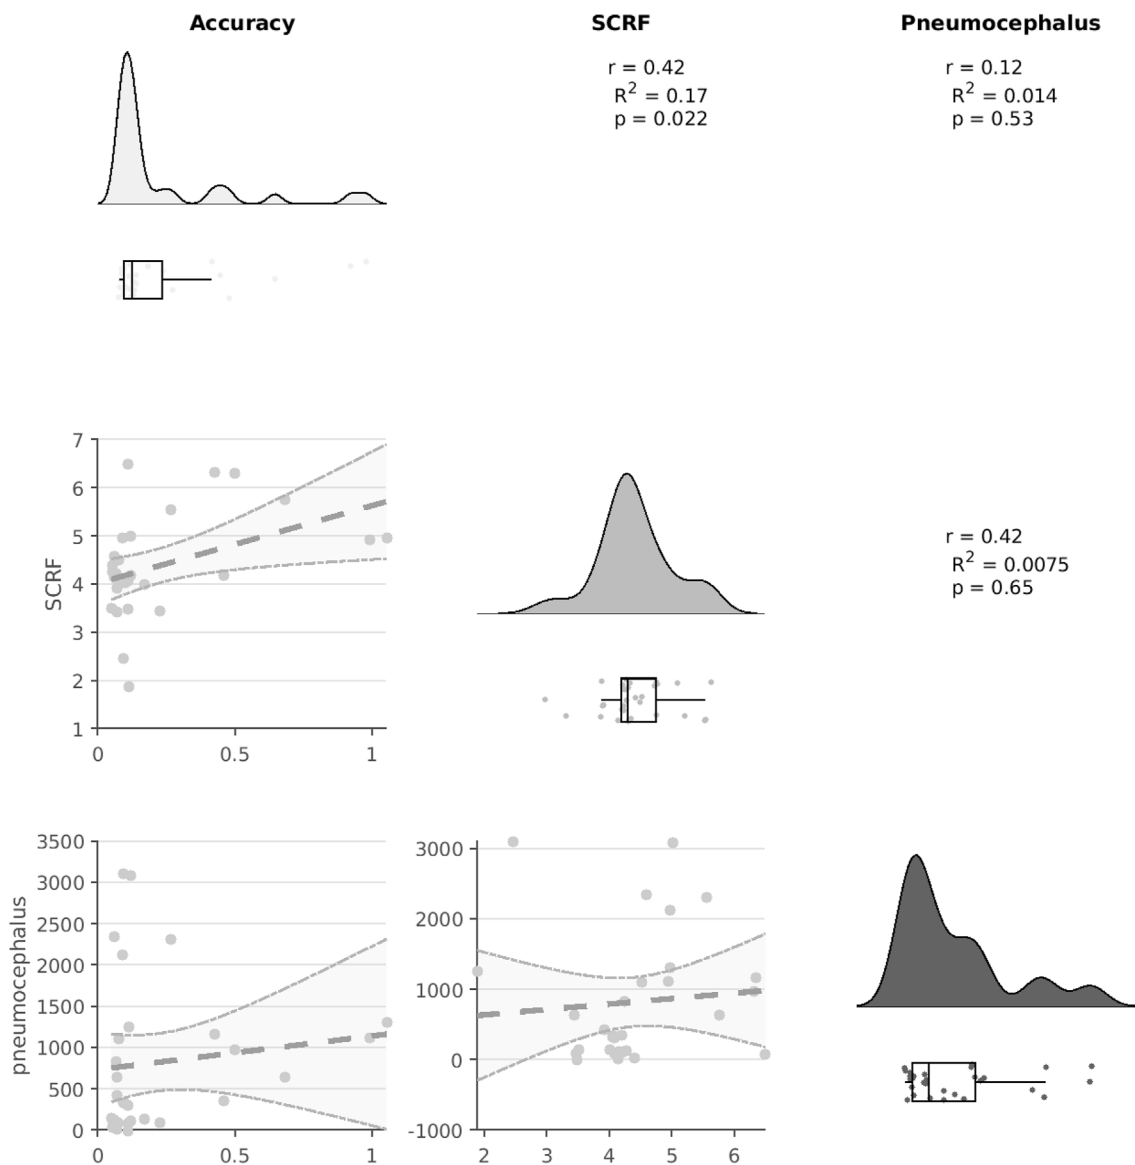 Accuracy SCRF Pneumocephalus
r = 0.42 r = 0.12
R² = 0.17 R² = 0.014
p = 0.022 p = 0.53
7
6
5
4
3
2
1
SCRF
0 0.5 1
r = 0.42
R² = 0.0075
p = 0.65
3500
3000
2500
2000
1500
1000
500
0
pneumocephalus
0 0.5 1
3000
2000
1000
0
-1000
2 3 4 5 6